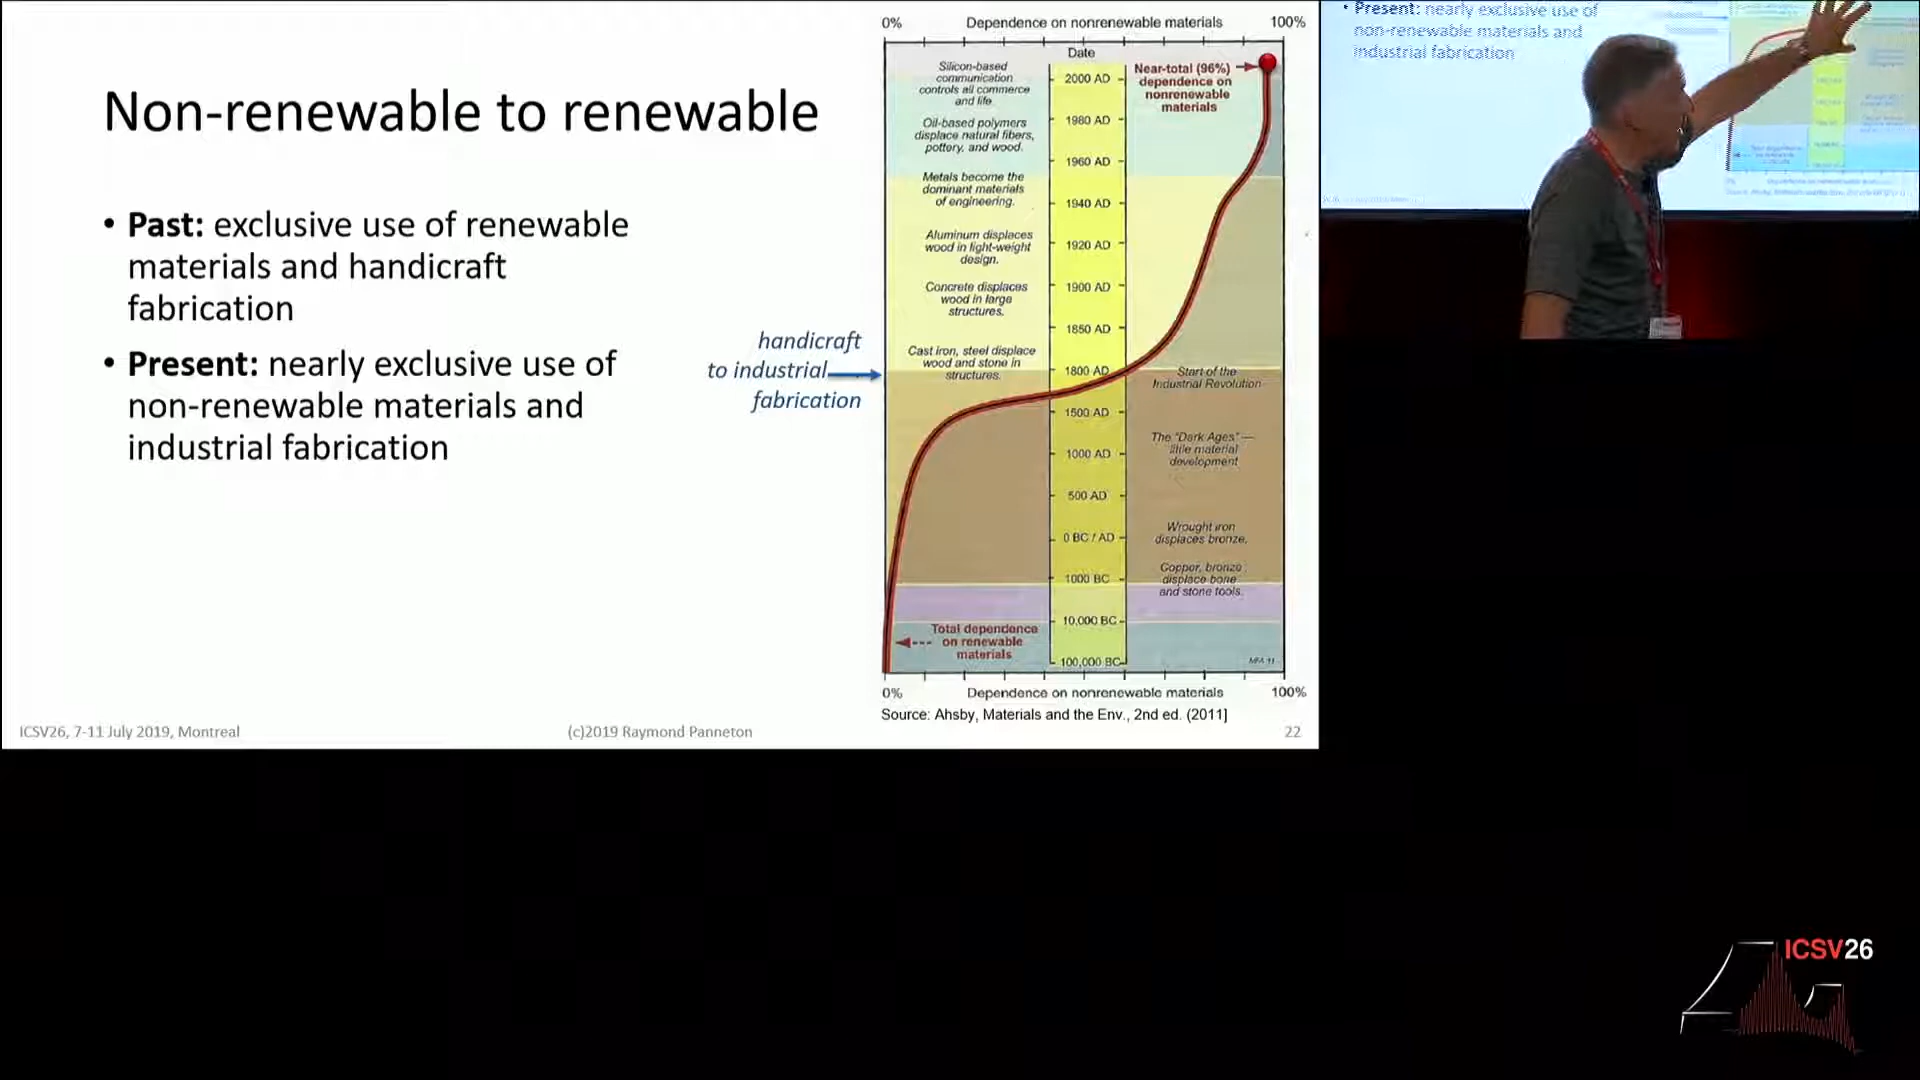 Non-renewable to renewable
• Past: exclusive use of renewable
materials and handicraft
fabrication
• Present: nearly exclusive use of
non-renewable materials and
industrial fabrication
handicraft
to industrial
fabrication
0% Dependence on nonrenewable materials 100%
Date
Silicon-based
communication
controls all commerce
and life.
Oil-based polymers
displace natural fibers,
pottery, and wood.
Metals become the
dominant materials
of engineering.
Aluminum displaces
wood in light-weight
design.
Concrete displaces
wood in large
structures.
Cast iron, steel displace
wood and stone in
structures.
Total dependence
on renewable
materials
2000 AD
1980 AD
1960 AD
1940 AD
1920 AD
1900 AD
1850 AD
1800 AD
1500 AD
1000 AD
500 AD
0 BC / AD
1000 BC
10,000 BC
100,000 BC
Near-total (96%)
dependence on
nonrenewable
materials
Start of the
Industrial Revolution
The "Dark Ages"—
little material
development
Wrought iron
displaces bronze.
Copper, bronze
displace bone
and stone tools.
MFA 11
0% Dependence on nonrenewable materials 100%
Source: Ahsby, Materials and the Env., 2nd ed. (2011]
ICSV26, 7-11 July 2019, Montreal
(c)2019 Raymond Panneton
22
• Present: nearly exclusive use of
non-renewable materials and
industrial fabrication
ICSV26